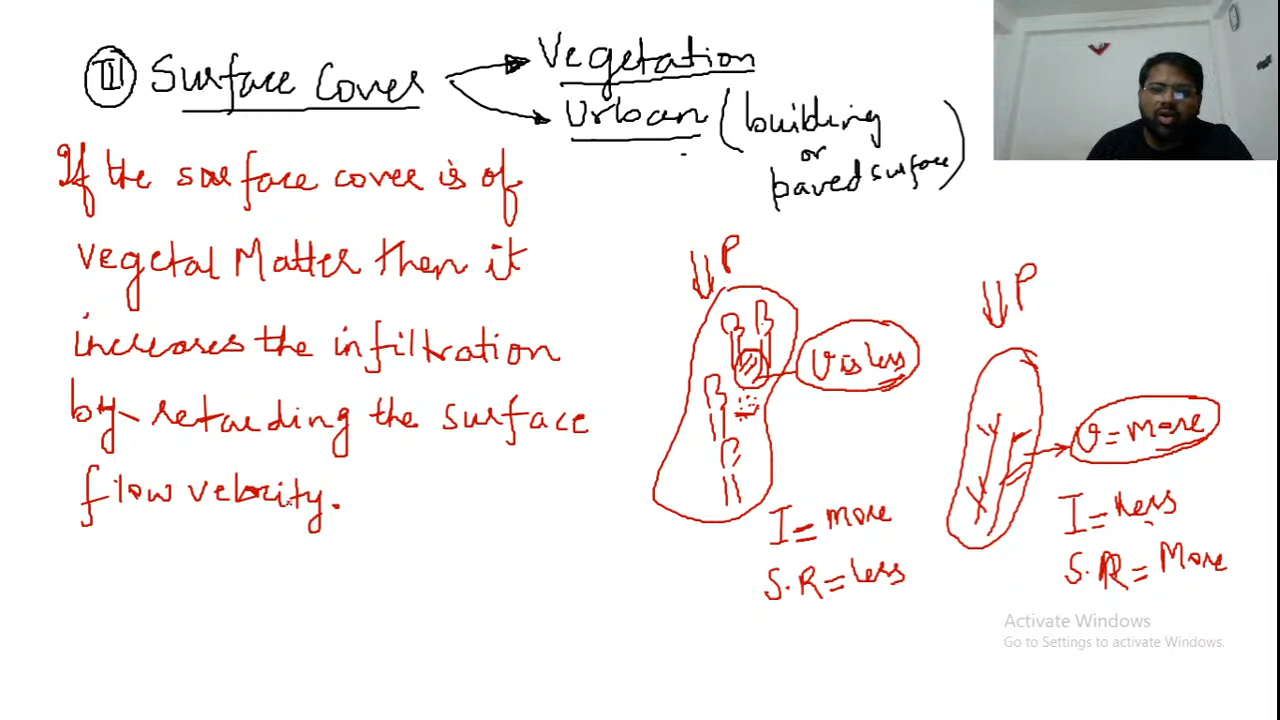 III Surface Cover
Vegetation
Urban (building
or
paved surface)
If the surface cover is of
vegetal Matter then it
increases the infiltration
by retarding the surface
flow velocity.
P
V is less
I = more
S.R = less
P
V = more
I = less
S.R = More
Activate Windows
Go to Settings to activate Windows.